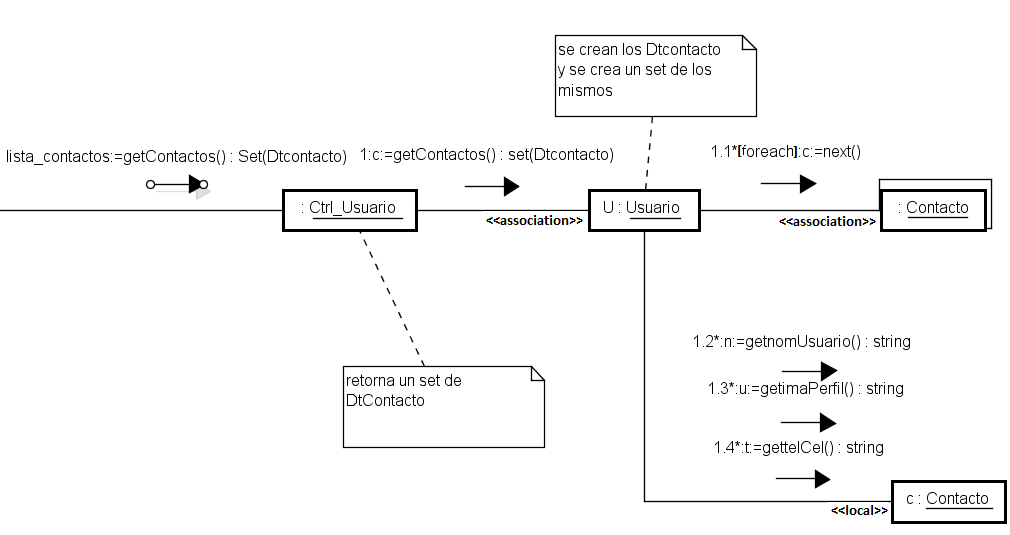 se crean los Dtcontacto
y se crea un set de los
mismos
lista_contactos:=getContactos() : Set(Dtcontacto)
1:c:=getContactos() : set(Dtcontacto)
1.1*[foreach]:c:=next()
: Ctrl_Usuario
<<association>>
U : Usuario
<<association>>
: Contacto
retorna un set de
DtContacto
1.2*:n:=getnomUsuario() : string
1.3*:u:=getimaPerfil() : string
1.4*:t:=gettelCel() : string
c : Contacto
<<local>>